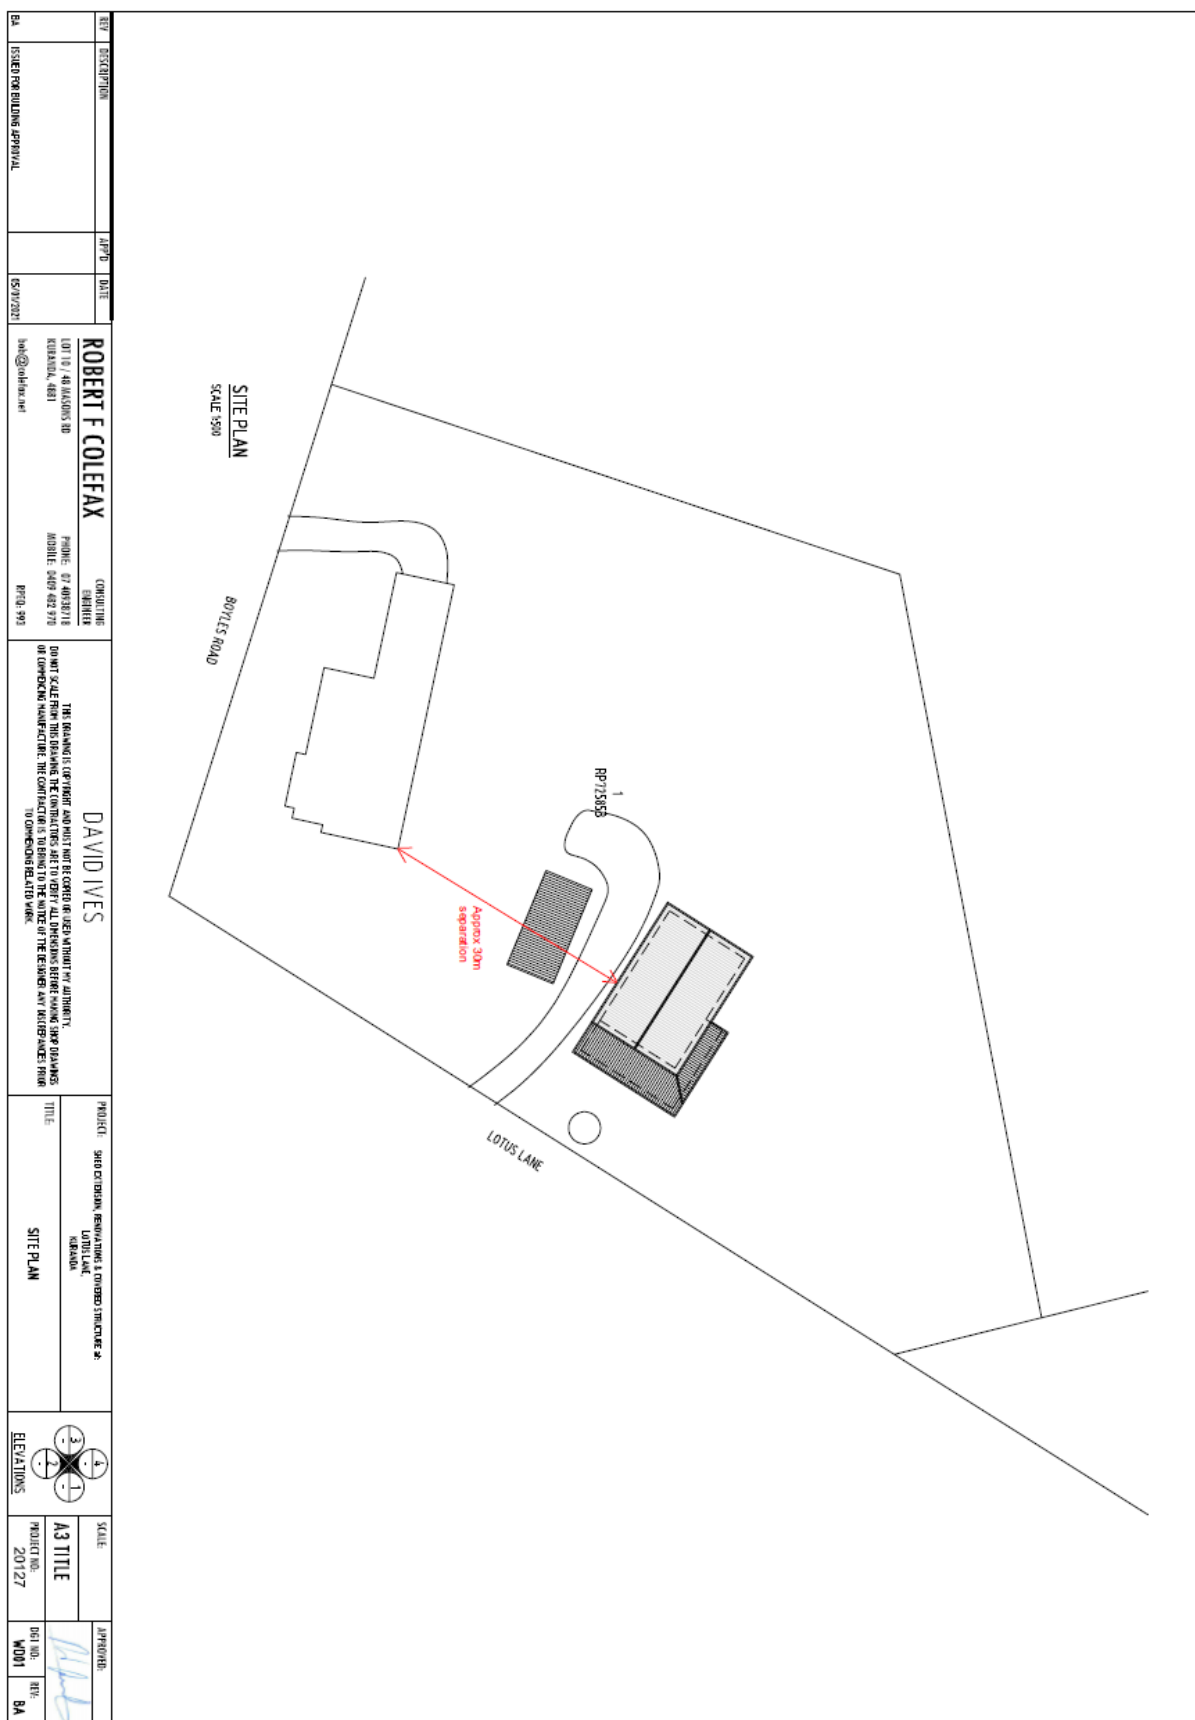 SITE PLAN
SCALE 1:500
BOYLES ROAD
1
RP725858
Approx 30m
separation
LOTUS LANE
REV
DESCRIPTION
APP'D
DATE
BA
ISSUED FOR BUILDING APPROVAL
05/01/2021
ROBERT F COLEFAX
CONSULTING
ENGINEER
LOT 10 / 48 MASONS RD
KURANDA, 4881
PHONE: 07 40938718
MOBILE: 0409 482 970
bob@colefax.net
RPEQ: 993
DAVID IVES
THIS DRAWING IS COPYRIGHT AND MUST NOT BE COPIED OR USED WITHOUT MY AUTHORITY.
DO NOT SCALE FROM THIS DRAWING. THE CONTRACTORS ARE TO VERIFY ALL DIMENSIONS BEFORE MAKING SHOP DRAWINGS
OR COMMENCING MANUFACTURE. THE CONTRACTOR IS TO BRING TO THE NOTICE OF THE DESIGNER ANY DISCREPANCIES PRIOR
TO COMMENCING RELATED WORK.
PROJECT:
SHED EXTENSION, RENOVATIONS & COVERED STRUCTURE at:
LOTUS LANE,
KURANDA
TITLE:
SITE PLAN
4
-
3
-
1
-
2
-
ELEVATIONS
SCALE:
A3 TITLE
PROJECT NO:
20127
APPROVED:
DGT NO:
WD01
REV:
BA